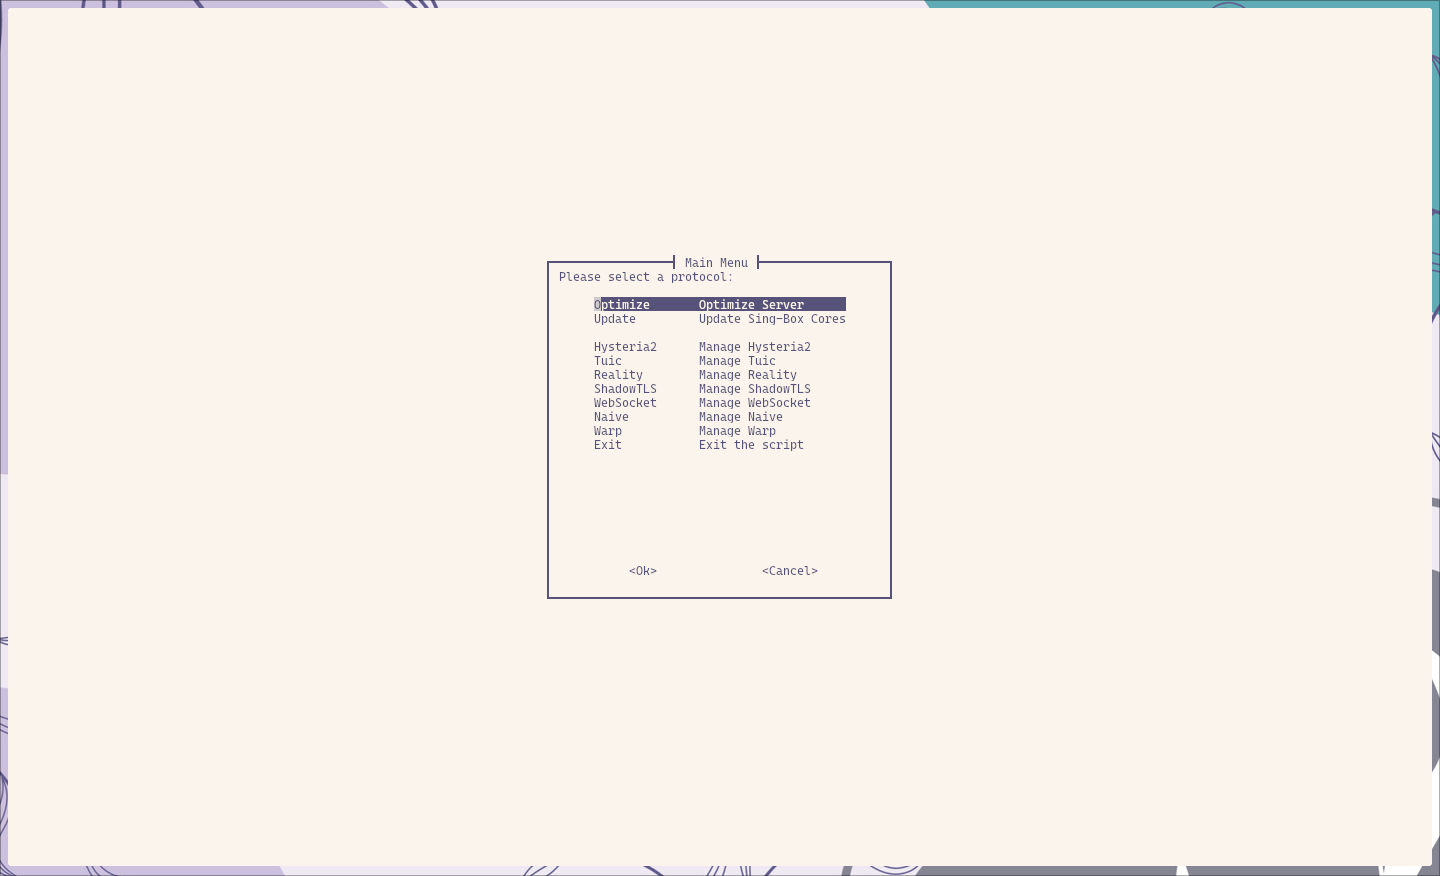 Main Menu
Please select a protocol:
Optimize Optimize Server
Update Update Sing-Box Cores
Hysteria2 Manage Hysteria2
Tuic Manage Tuic
Reality Manage Reality
ShadowTLS Manage ShadowTLS
WebSocket Manage WebSocket
Naive Manage Naive
Warp Manage Warp
Exit Exit the script
<Ok> <Cancel>